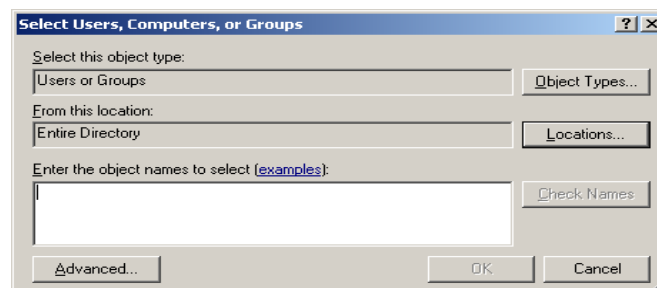 Select Users, Computers, or Groups
Select this object type:
Users or Groups
Object Types...
From this location:
Entire Directory
Locations...
Enter the object names to select (examples):
Check Names
Advanced...
OK
Cancel